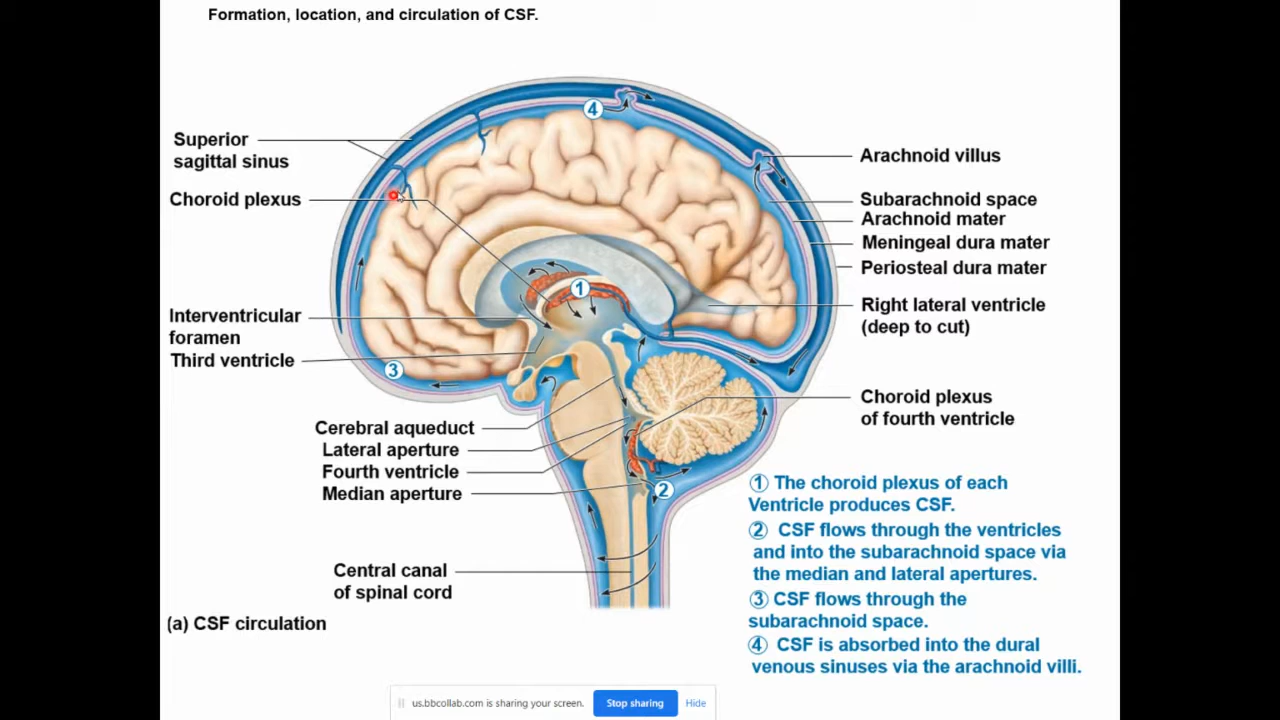 Formation, location, and circulation of CSF.
Superior
sagittal sinus
Choroid plexus
Interventricular
foramen
Third ventricle
Cerebral aqueduct
Lateral aperture
Fourth ventricle
Median aperture
Central canal
of spinal cord
(a) CSF circulation
4
1
3
2
Arachnoid villus
Subarachnoid space
Arachnoid mater
Meningeal dura mater
Periosteal dura mater
Right lateral ventricle
(deep to cut)
Choroid plexus
of fourth ventricle
1 The choroid plexus of each
Ventricle produces CSF.
2 CSF flows through the ventricles
and into the subarachnoid space via
the median and lateral apertures.
3 CSF flows through the
subarachnoid space.
4 CSF is absorbed into the dural
venous sinuses via the arachnoid villi.
us.bbcollab.com is sharing your screen.
Stop sharing
Hide